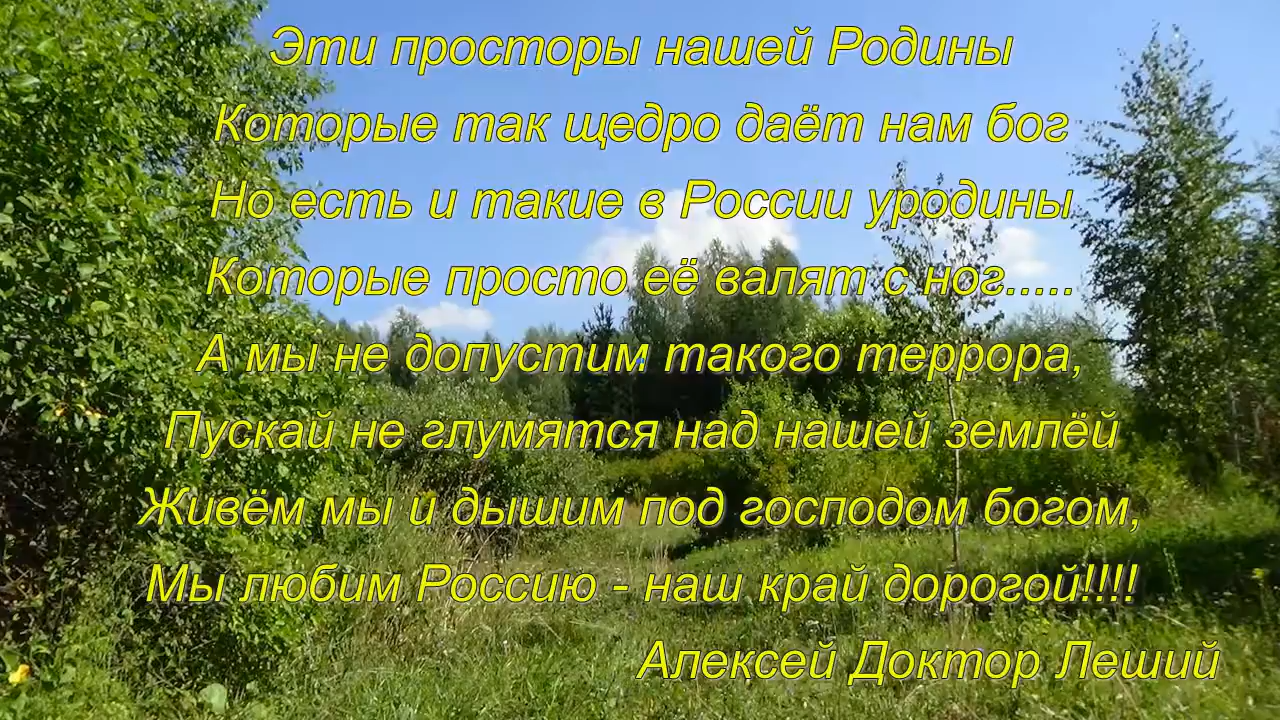 Эти просторы нашей Родины
Которые так щедро даёт нам бог
Но есть и такие в России уродины
Которые просто её валят с ног.....
А мы не допустим такого террора,
Пускай не глумятся над нашей землёй
Живём мы и дышим под господом богом,
Мы любим Россию - наш край дорогой!!!!
Алексей Доктор Леший